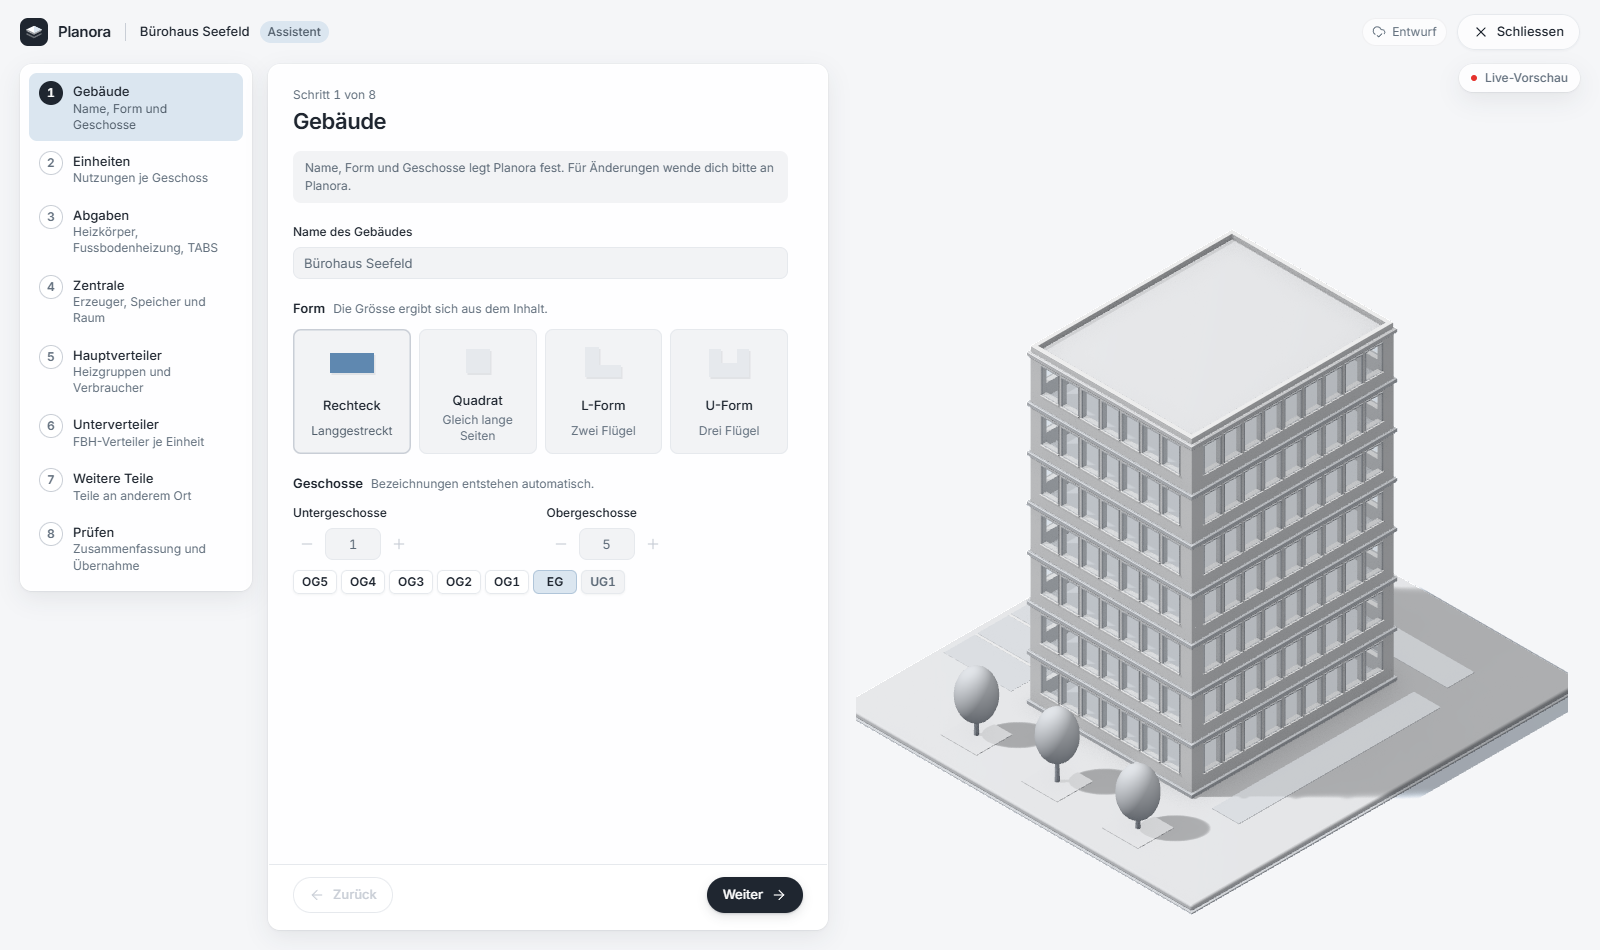 Planora
Bürohaus Seefeld
Assistent
Entwurf
Schliessen
1
Gebäude
Name, Form und
Geschosse
2
Einheiten
Nutzungen je Geschoss
3
Abgaben
Heizkörper,
Fussbodenheizung, TABS
4
Zentrale
Erzeuger, Speicher und
Raum
5
Hauptverteiler
Heizgruppen und
Verbraucher
6
Unterverteiler
FBH-Verteiler je Einheit
7
Weitere Teile
Teile an anderem Ort
8
Prüfen
Zusammenfassung und
Übernahme
Schritt 1 von 8
Gebäude
Name, Form und Geschosse legt Planora fest. Für Änderungen wende dich bitte an
Planora.
Name des Gebäudes
Bürohaus Seefeld
Form Die Grösse ergibt sich aus dem Inhalt.
Rechteck
Langgestreckt
Quadrat
Gleich lange
Seiten
L-Form
Zwei Flügel
U-Form
Drei Flügel
Geschosse Bezeichnungen entstehen automatisch.
Untergeschosse
− 1 +
Obergeschosse
− 5 +
OG5 OG4 OG3 OG2 OG1 EG UG1
Zurück
Weiter
Live-Vorschau